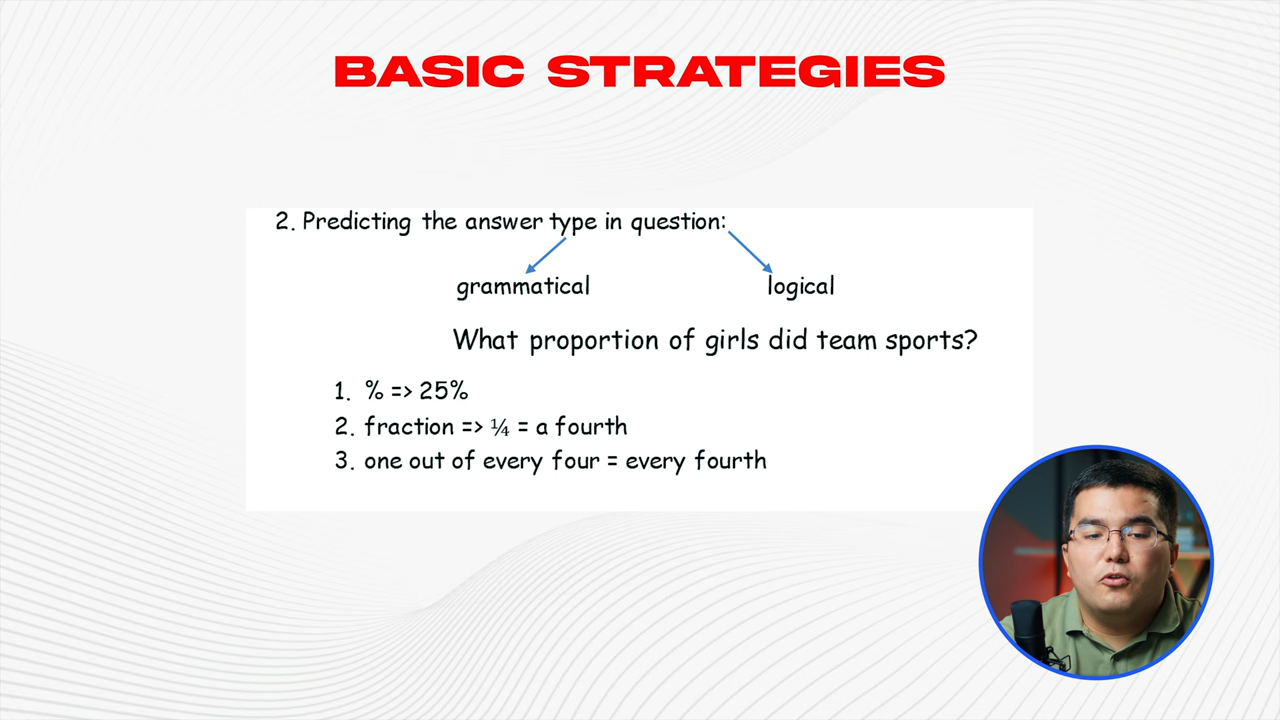 BASIC STRATEGIES
2. Predicting the answer type in question:
grammatical logical
What proportion of girls did team sports?
1. % => 25%
2. fraction => ¼ = a fourth
3. one out of every four = every fourth